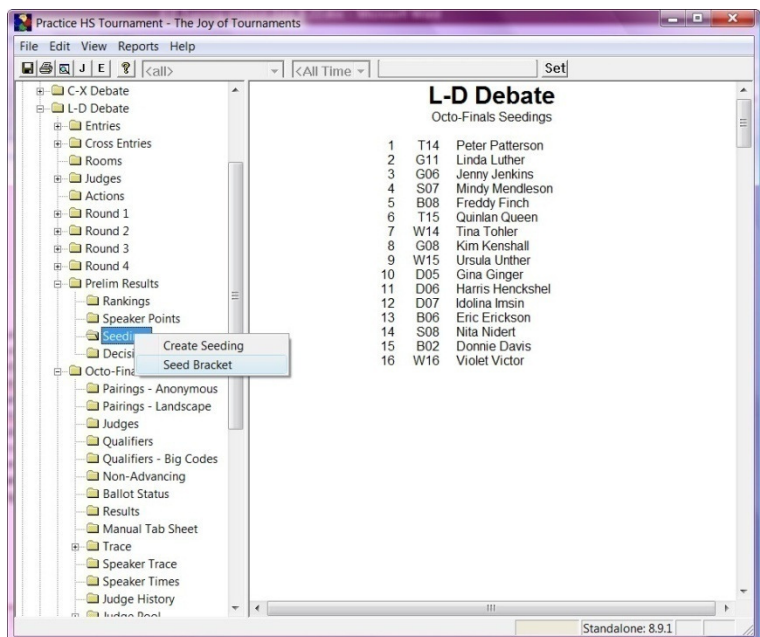 Practice HS Tournament - The Joy of Tournaments
File Edit View Reports Help
J E ? <all> <All Time Set
C-X Debate
L-D Debate
Entries
Cross Entries
Rooms
Judges
Actions
Round 1
Round 2
Round 3
Round 4
Prelim Results
Rankings
Speaker Points
Seedi
Decisi
Octo-Fina
Pairings - Anonymous
Pairings - Landscape
Judges
Qualifiers
Qualifiers - Big Codes
Non-Advancing
Ballot Status
Results
Manual Tab Sheet
Trace
Speaker Trace
Speaker Times
Judge History
Judge Pool
Create Seeding
Seed Bracket
L-D Debate
Octo-Finals Seedings
1 T14 Peter Patterson
2 G11 Linda Luther
3 G06 Jenny Jenkins
4 S07 Mindy Mendleson
5 B08 Freddy Finch
6 T15 Quinlan Queen
7 W14 Tina Tohler
8 G08 Kim Kenshall
9 W15 Ursula Unther
10 D05 Gina Ginger
11 D06 Harris Henckshel
12 D07 Idolina Imsin
13 B06 Eric Erickson
14 S08 Nita Nidert
15 B02 Donnie Davis
16 W16 Violet Victor
Standalone: 8.9.1